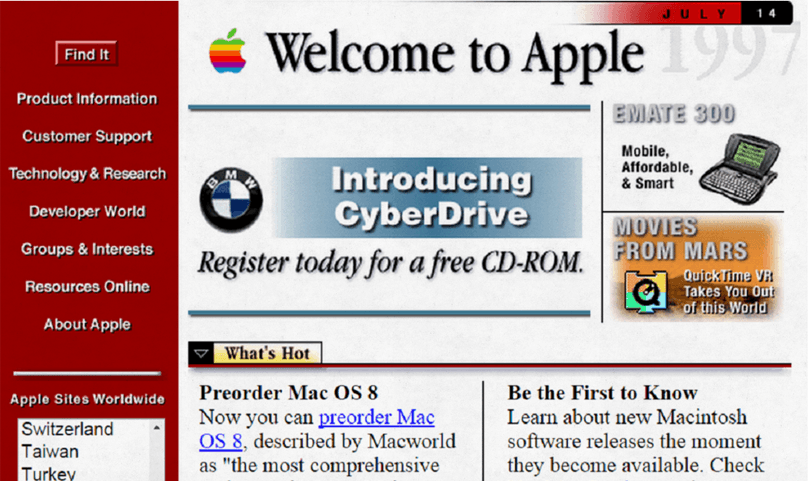 JULY 14
1997
Welcome to Apple
Find It
Product Information
Customer Support
Technology & Research
Developer World
Groups & Interests
Resources Online
About Apple
Apple Sites Worldwide
Switzerland
Taiwan
Turkey
BMW
Introducing
CyberDrive
Register today for a free CD-ROM.
EMATE 300
Mobile,
Affordable,
& Smart
MOVIES
FROM MARS
QuickTime VR
Takes You Out
of this World
What's Hot
Preorder Mac OS 8
Now you can preorder Mac
OS 8, described by Macworld
as "the most comprehensive
Be the First to Know
Learn about new Macintosh
software releases the moment
they become available. Check